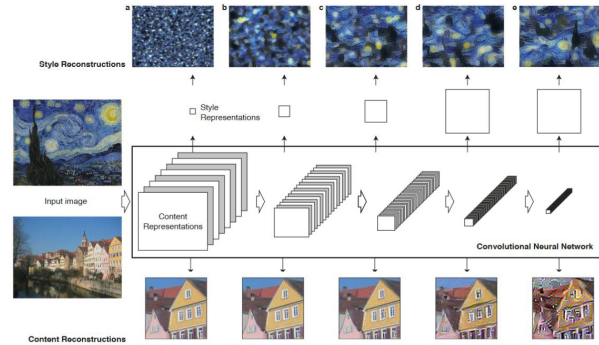 a b c d e
Style Reconstructions
Style
Representations
Input image
Content
Representations
Convolutional Neural Network
Content Reconstructions